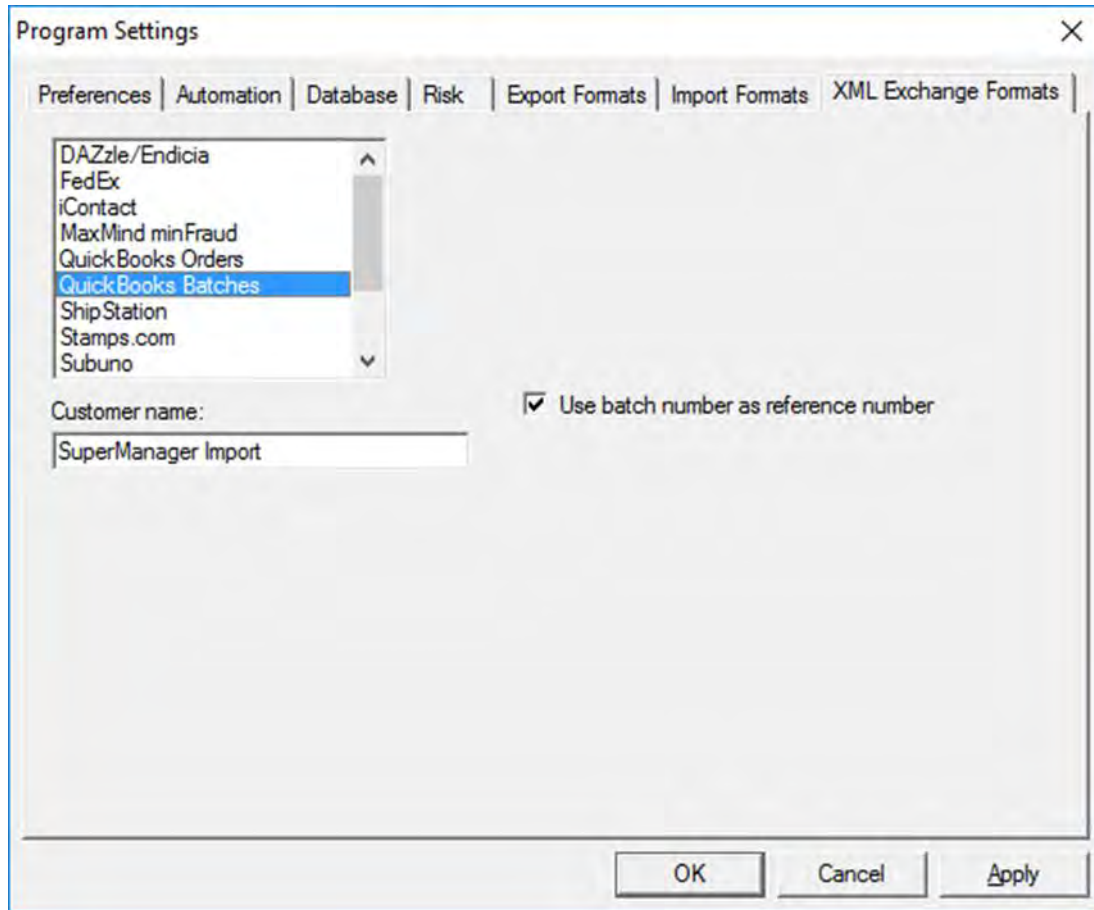 Program Settings
Preferences Automation Database Risk Export Formats Import Formats XML Exchange Formats
DAZzle/Endicia
FedEx
iContact
MaxMind minFraud
QuickBooks Orders
QuickBooks Batches
ShipStation
Stamps.com
Subuno
Customer name:
Use batch number as reference number
SuperManager Import
OK Cancel Apply